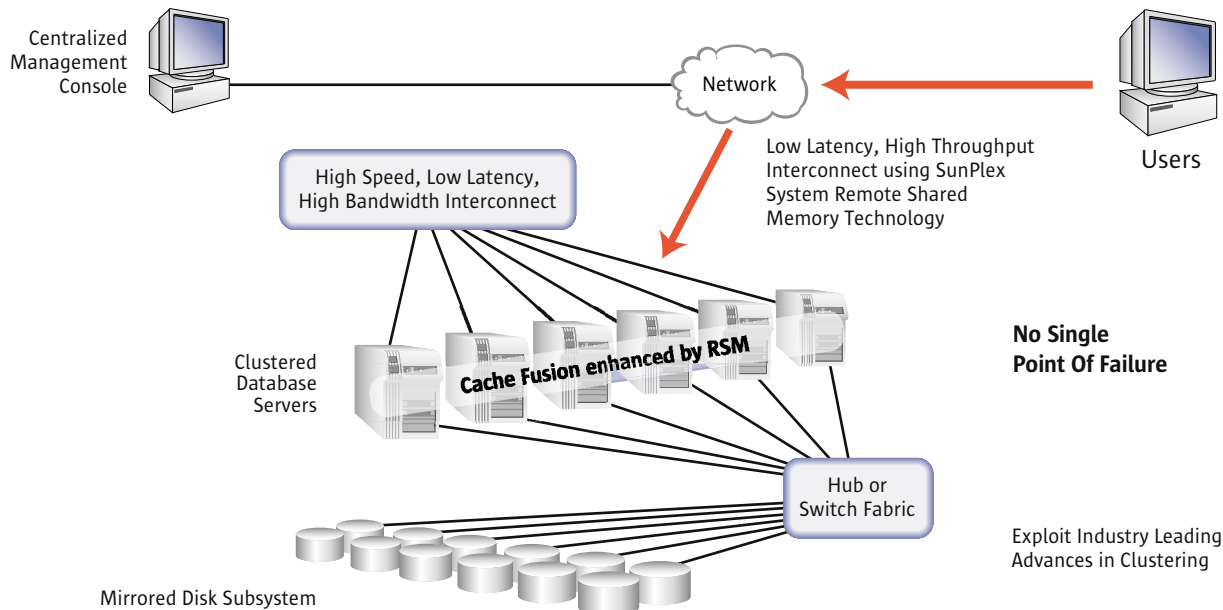 Centralized
Management
Console
Network
Users
Low Latency, High Throughput
Interconnect using SunPlex
System Remote Shared
Memory Technology
High Speed, Low Latency,
High Bandwidth Interconnect
Clustered
Database
Servers
Cache Fusion enhanced by RSM
No Single
Point Of Failure
Hub or
Switch Fabric
Exploit Industry Leading
Advances in Clustering
Mirrored Disk Subsystem